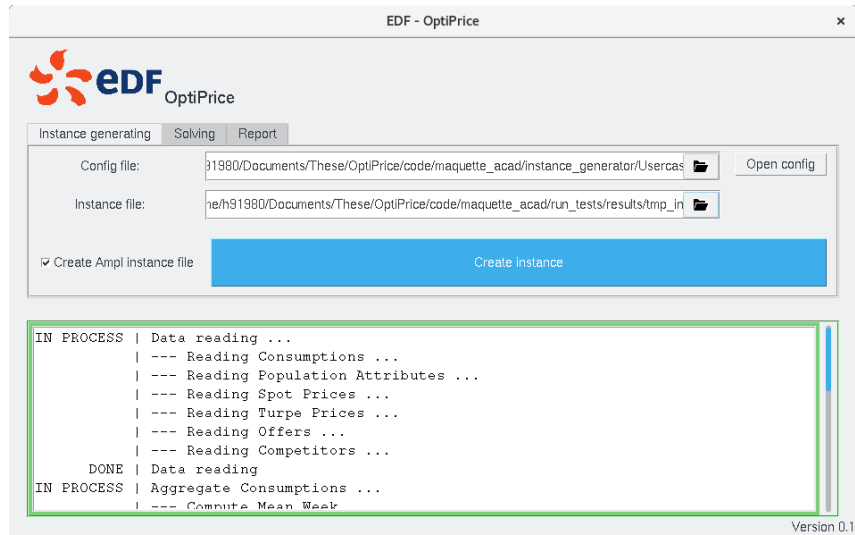 EDF - OptiPrice
×
eDF
OptiPrice
Instance generating Solving Report
Config file: 91980/Documents/These/OptiPrice/code/maquette_acad/instance_generator/Usercas Open config
Instance file: ne/h91980/Documents/These/OptiPrice/code/maquette_acad/run_tests/results/tmp_in
Create Ampl instance file Create instance
IN PROCESS | Data reading ...
| --- Reading Consumptions ...
| --- Reading Population Attributes ...
| --- Reading Spot Prices ...
| --- Reading Turpe Prices ...
| --- Reading Offers ...
| --- Reading Competitors ...
DONE | Data reading
IN PROCESS | Aggregate Consumptions ...
| --- Compute Mean Week
Version 0.1